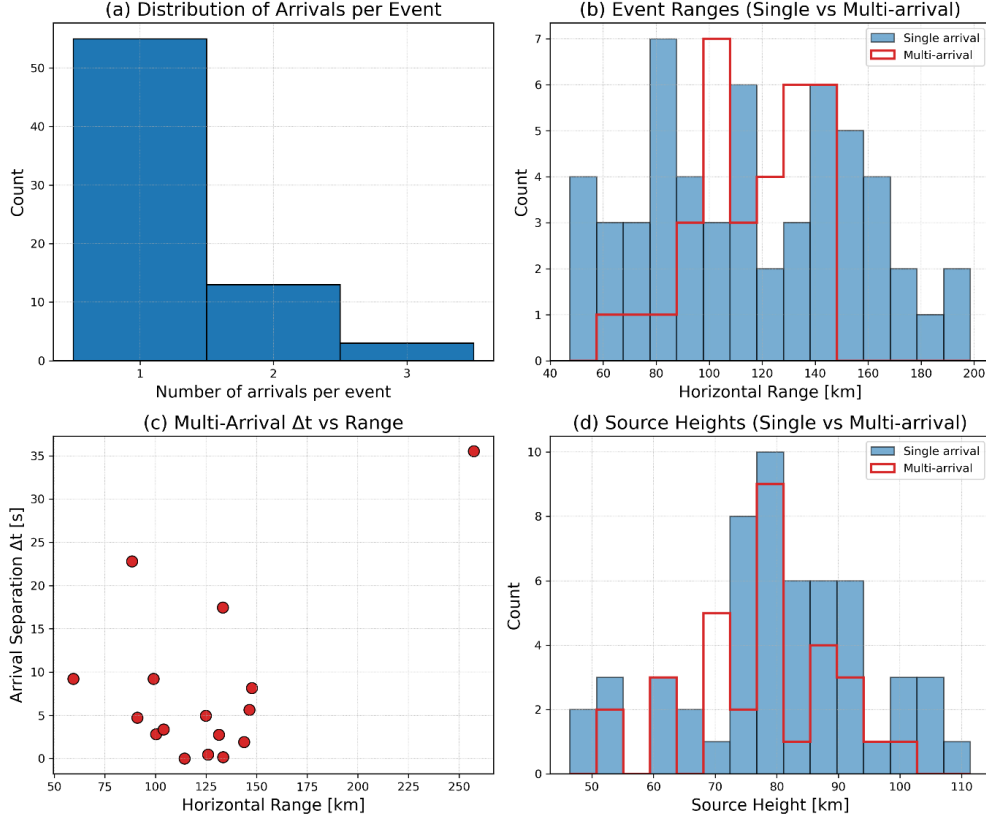 (a) Distribution of Arrivals per Event
50
40
30
20
10
0
Count
1 2 3
Number of arrivals per event
(b) Event Ranges (Single vs Multi-arrival)
Single arrival
Multi-arrival
7
6
5
4
3
2
1
0
Count
40 60 80 100 120 140 160 180 200
Horizontal Range [km]
(c) Multi-Arrival Δt vs Range
35
30
25
20
15
10
5
0
Arrival Separation Δt [s]
50 75 100 125 150 175 200 225 250
Horizontal Range [km]
(d) Source Heights (Single vs Multi-arrival)
Single arrival
Multi-arrival
10
8
6
4
2
0
Count
50 60 70 80 90 100 110
Source Height [km]